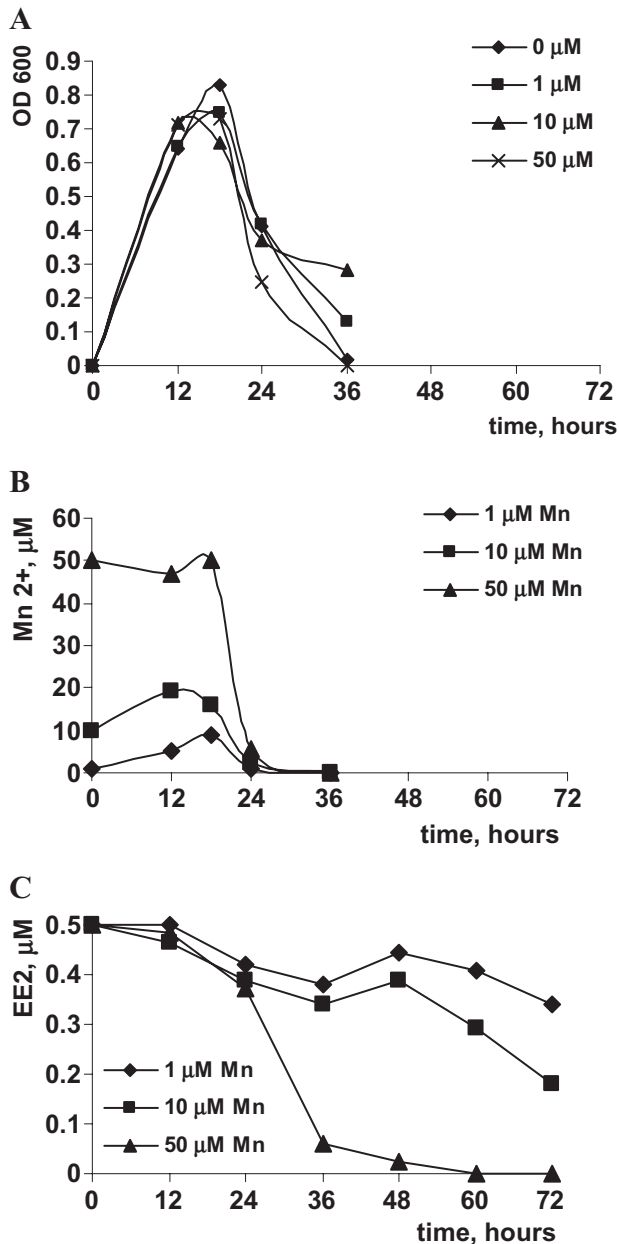 A
OD 600
0.9
0.8
0.7
0.6
0.5
0.4
0.3
0.2
0.1
0
0 12 24 36 48 60 72
time, hours
0 μM
1 μM
10 μM
50 μM
B
Mn 2+, μM
60
50
40
30
20
10
0
0 12 24 36 48 60 72
time, hours
1 μM Mn
10 μM Mn
50 μM Mn
C
EE2, μM
0.5
0.4
0.3
0.2
0.1
0
1 μM Mn
10 μM Mn
50 μM Mn
0 12 24 36 48 60 72
time, hours